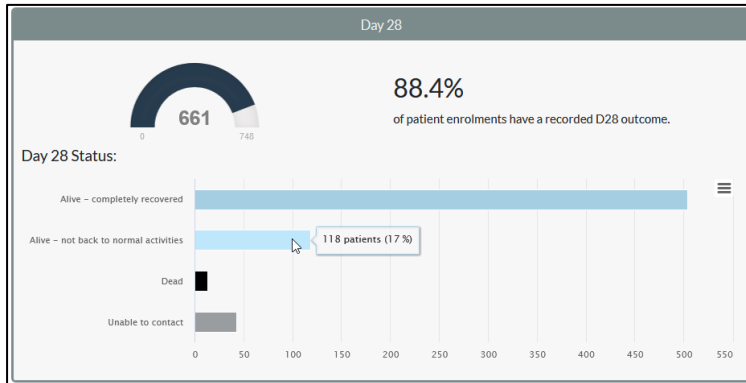 Day 28
661
0
748
88.4%
of patient enrolments have a recorded D28 outcome.
Day 28 Status:
Alive – completely recovered
Alive – not back to normal activities
118 patients (17 %)
Dead
Unable to contact
0 50 100 150 200 250 300 350 400 450 500 550